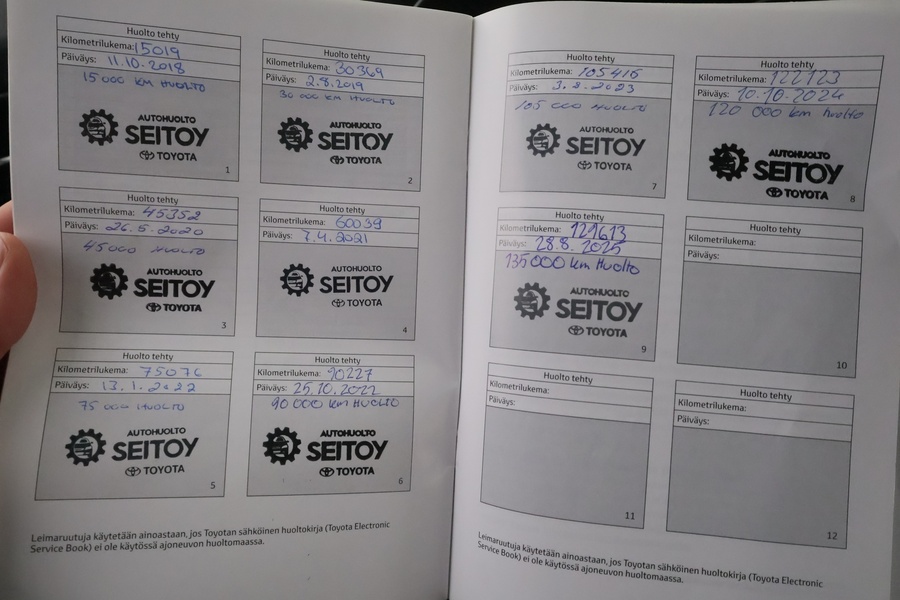 Huolto tehty
Kilometrilukema: 15019
Päiväys: 11.10.2018
15000 KM HUOLTO
AUTOHUOLTO
SEITOY
TOYOTA
1
Huolto tehty
Kilometrilukema: 30369
Päiväys: 2.8.2019
30 000 KM HUOLTO
AUTOHUOLTO
SEITOY
TOYOTA
2
Huolto tehty
Kilometrilukema: 45352
Päiväys: 26.5.2020
45000 HUOLTO
AUTOHUOLTO
SEITOY
TOYOTA
3
Huolto tehty
Kilometrilukema: 60039
Päiväys: 7.4.2021
AUTOHUOLTO
SEITOY
TOYOTA
4
Huolto tehty
Kilometrilukema: 75076
Päiväys: 13.1.2022
75 000 HUOLTO
AUTOHUOLTO
SEITOY
TOYOTA
5
Huolto tehty
Kilometrilukema: 90227
Päiväys: 25.10.2022
90 000 km HUOLTO
AUTOHUOLTO
SEITOY
TOYOTA
6
Leimaruutuja käytetään ainoastaan, jos Toyotan sähköinen huoltokirja (Toyota Electronic
Service Book) ei ole käytössä ajoneuvon huoltomaassa.
Huolto tehty
Kilometrilukema: 105416
Päiväys: 3.8.2023
105 000 HUOLTO
AUTOHUOLTO
SEITOY
TOYOTA
7
Huolto tehty
Kilometrilukema: 122123
Päiväys: 10.10.2024
120 000 km huolto
AUTOHUOLTO
SEITOY
TOYOTA
8
Huolto tehty
Kilometrilukema: 127613
Päiväys: 28.8.2025
135000 km Huolto
AUTOHUOLTO
SEITOY
TOYOTA
9
Huolto tehty
Kilometrilukema:
Päiväys:
10
Huolto tehty
Kilometrilukema:
Päiväys:
11
Huolto tehty
Kilometrilukema:
Päiväys:
12
Leimaruutuja käytetään ainoastaan, jos Toyotan sähköinen huoltokirja (Toyota Electronic
Service Book) ei ole käytössä ajoneuvon huoltomaassa.